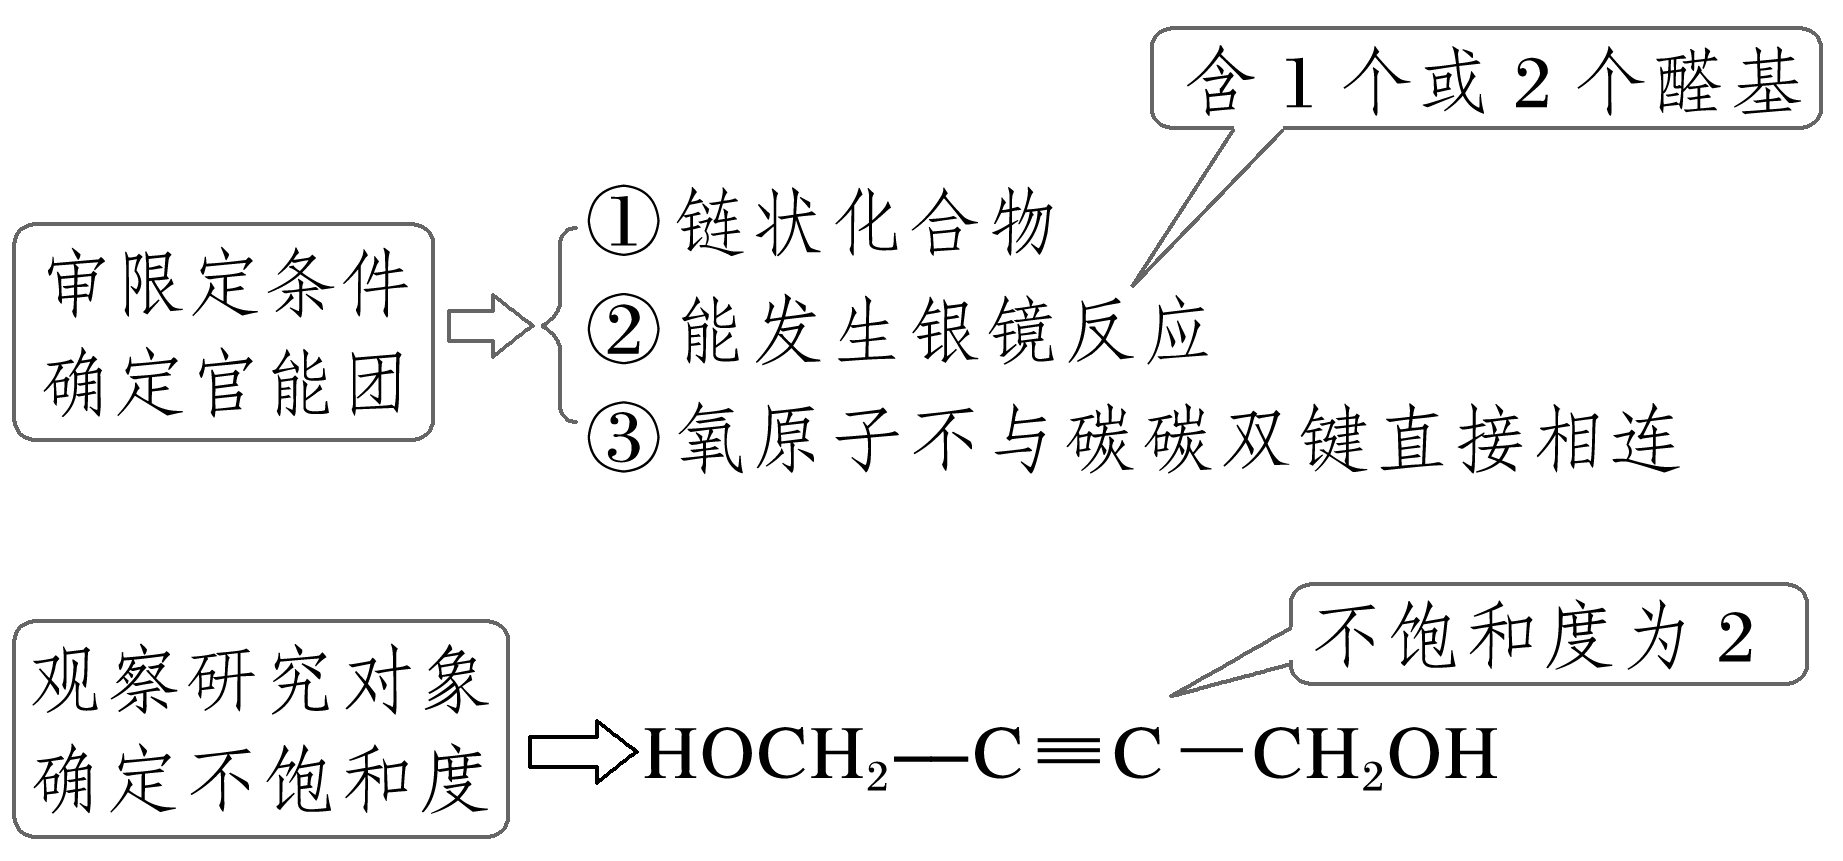 含1个或2个醛基
审限定条件
确定官能团
①链状化合物
②能发生银镜反应
③氧原子不与碳碳双键直接相连
不饱和度为2
观察研究对象
确定不饱和度
HOCH₂—C≡C—CH₂OH